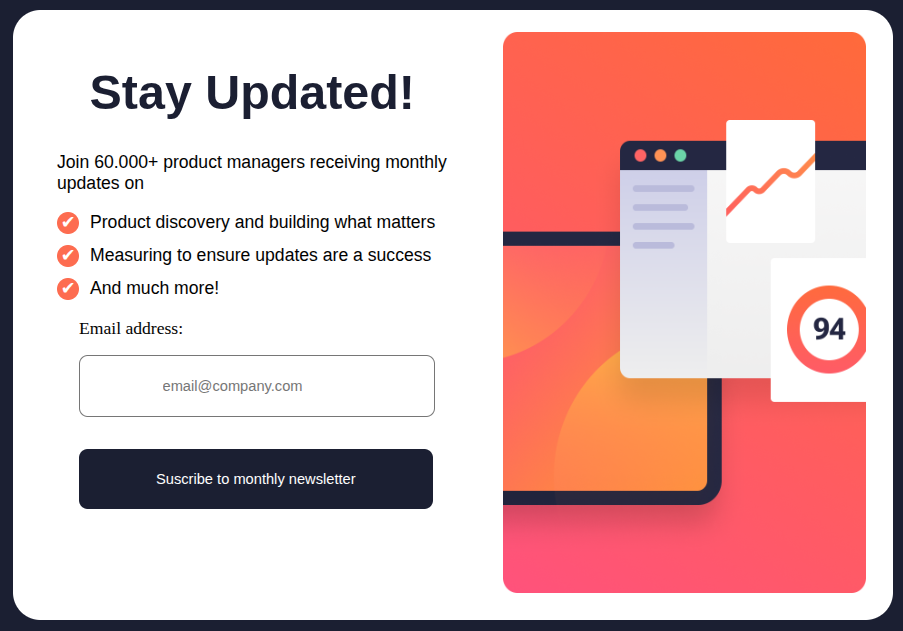 Stay Updated!
Join 60.000+ product managers receiving monthly
updates on
Product discovery and building what matters
Measuring to ensure updates are a success
And much more!
Email address:
email@company.com
Suscribe to monthly newsletter
94